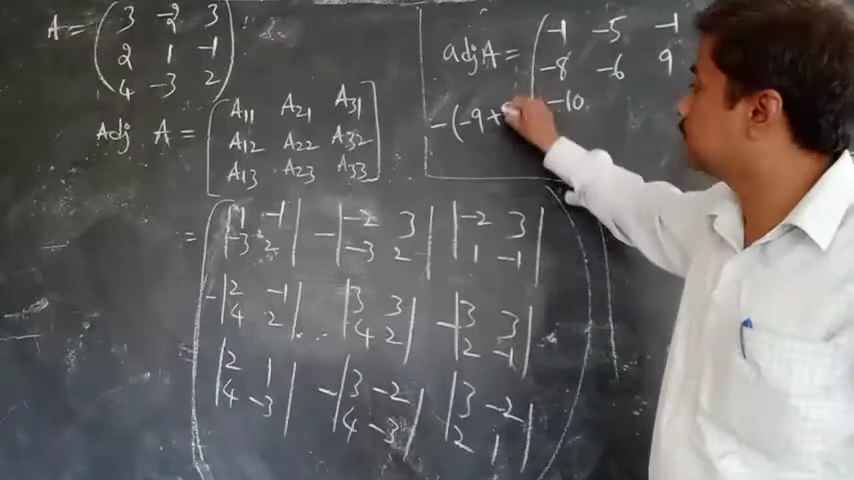 A = ( 3 -2 3
2 1 -1
4 -3 2 )
Adj A = [ A11 A21 A31
A12 A22 A32
A13 A23 A33 ]
= ( | 1 -1 | - | -2 3 | | -2 3 |
| -3 2 | | -3 2 | | 1 -1 |
- | 2 -1 | | 3 3 | - | 3 3 |
| 4 2 | | 4 2 | | 2 -1 |
| 2 1 | - | 3 -2 | | 3 -2 |
| 4 -3 | | 4 -3 | | 2 1 | )
adj A = ( -1 -5 -1
-8 -6 9
-10
- (-9 +